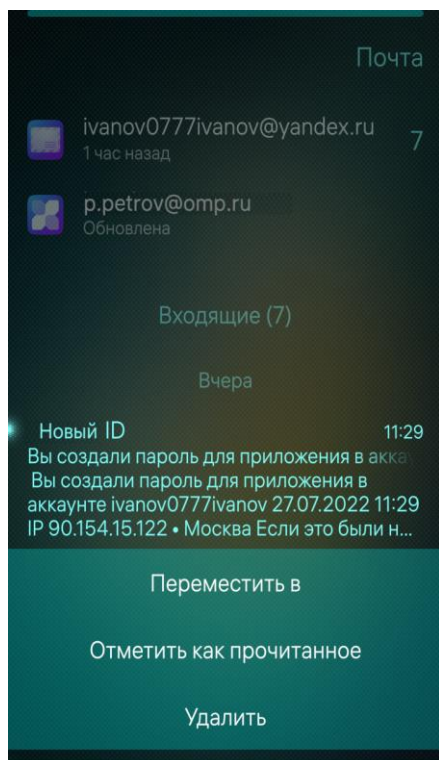 Почта
ivanov0777ivanov@yandex.ru 7
1 час назад
p.petrov@omp.ru
Обновлена
Входящие (7)
Вчера
Новый ID 11:29
Вы создали пароль для приложения в акка
Вы создали пароль для приложения в
аккаунте ivanov0777ivanov 27.07.2022 11:29
IP 90.154.15.122 • Москва Если это были н...
Переместить в
Отметить как прочитанное
Удалить